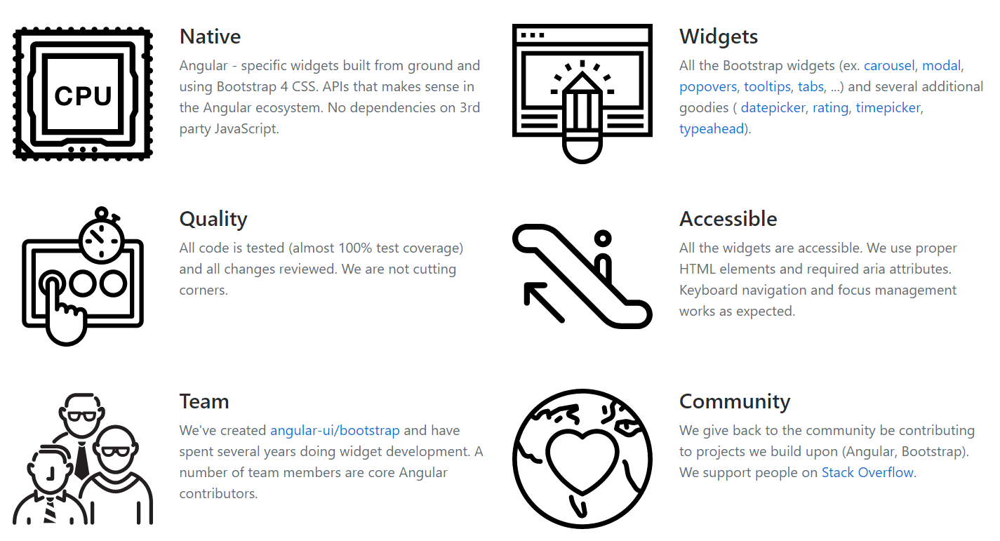 CPU
Native
Angular - specific widgets built from ground and
using Bootstrap 4 CSS. APIs that makes sense in
the Angular ecosystem. No dependencies on 3rd
party JavaScript.
Widgets
All the Bootstrap widgets (ex. carousel, modal,
popovers, tooltips, tabs, ...) and several additional
goodies ( datepicker, rating, timepicker,
typeahead).
Quality
All code is tested (almost 100% test coverage)
and all changes reviewed. We are not cutting
corners.
Accessible
All the widgets are accessible. We use proper
HTML elements and required aria attributes.
Keyboard navigation and focus management
works as expected.
Team
We've created angular-ui/bootstrap and have
spent several years doing widget development. A
number of team members are core Angular
contributors.
Community
We give back to the community be contributing
to projects we build upon (Angular, Bootstrap).
We support people on Stack Overflow.